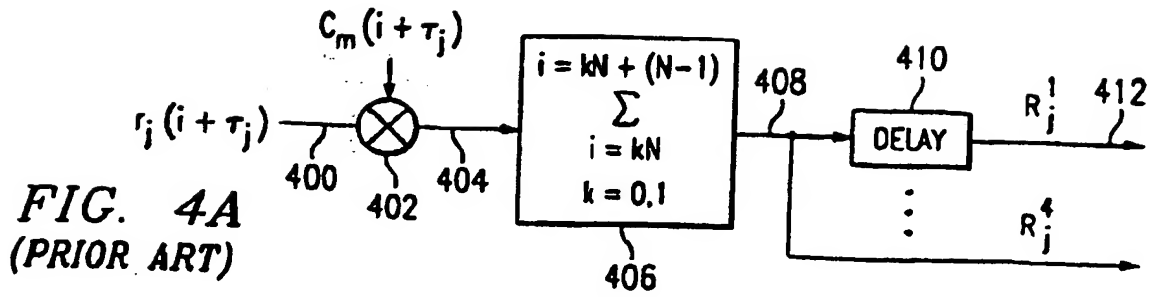 C_m(i + τ_j)
r_j(i + τ_j)
400
402
404
i = kN + (N-1)
Σ
i = kN
k = 0,1
406
408
410
DELAY
R_j^1
412
R_j^4
FIG. 4A
(PRIOR ART)